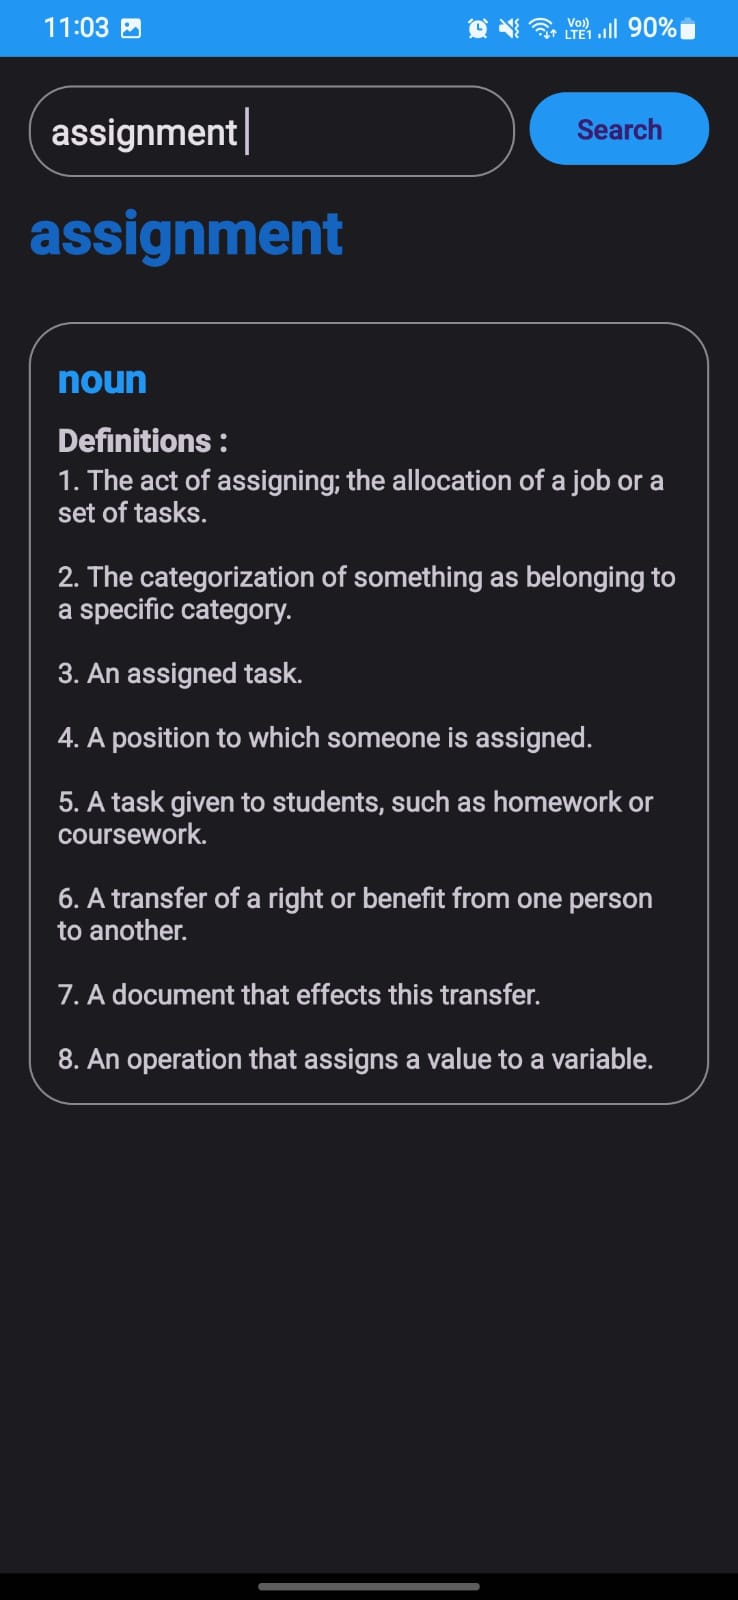 11:03
Vo)) LTE1 90%
assignment
Search
assignment
noun
Definitions :
1. The act of assigning; the allocation of a job or a
set of tasks.
2. The categorization of something as belonging to
a specific category.
3. An assigned task.
4. A position to which someone is assigned.
5. A task given to students, such as homework or
coursework.
6. A transfer of a right or benefit from one person
to another.
7. A document that effects this transfer.
8. An operation that assigns a value to a variable.